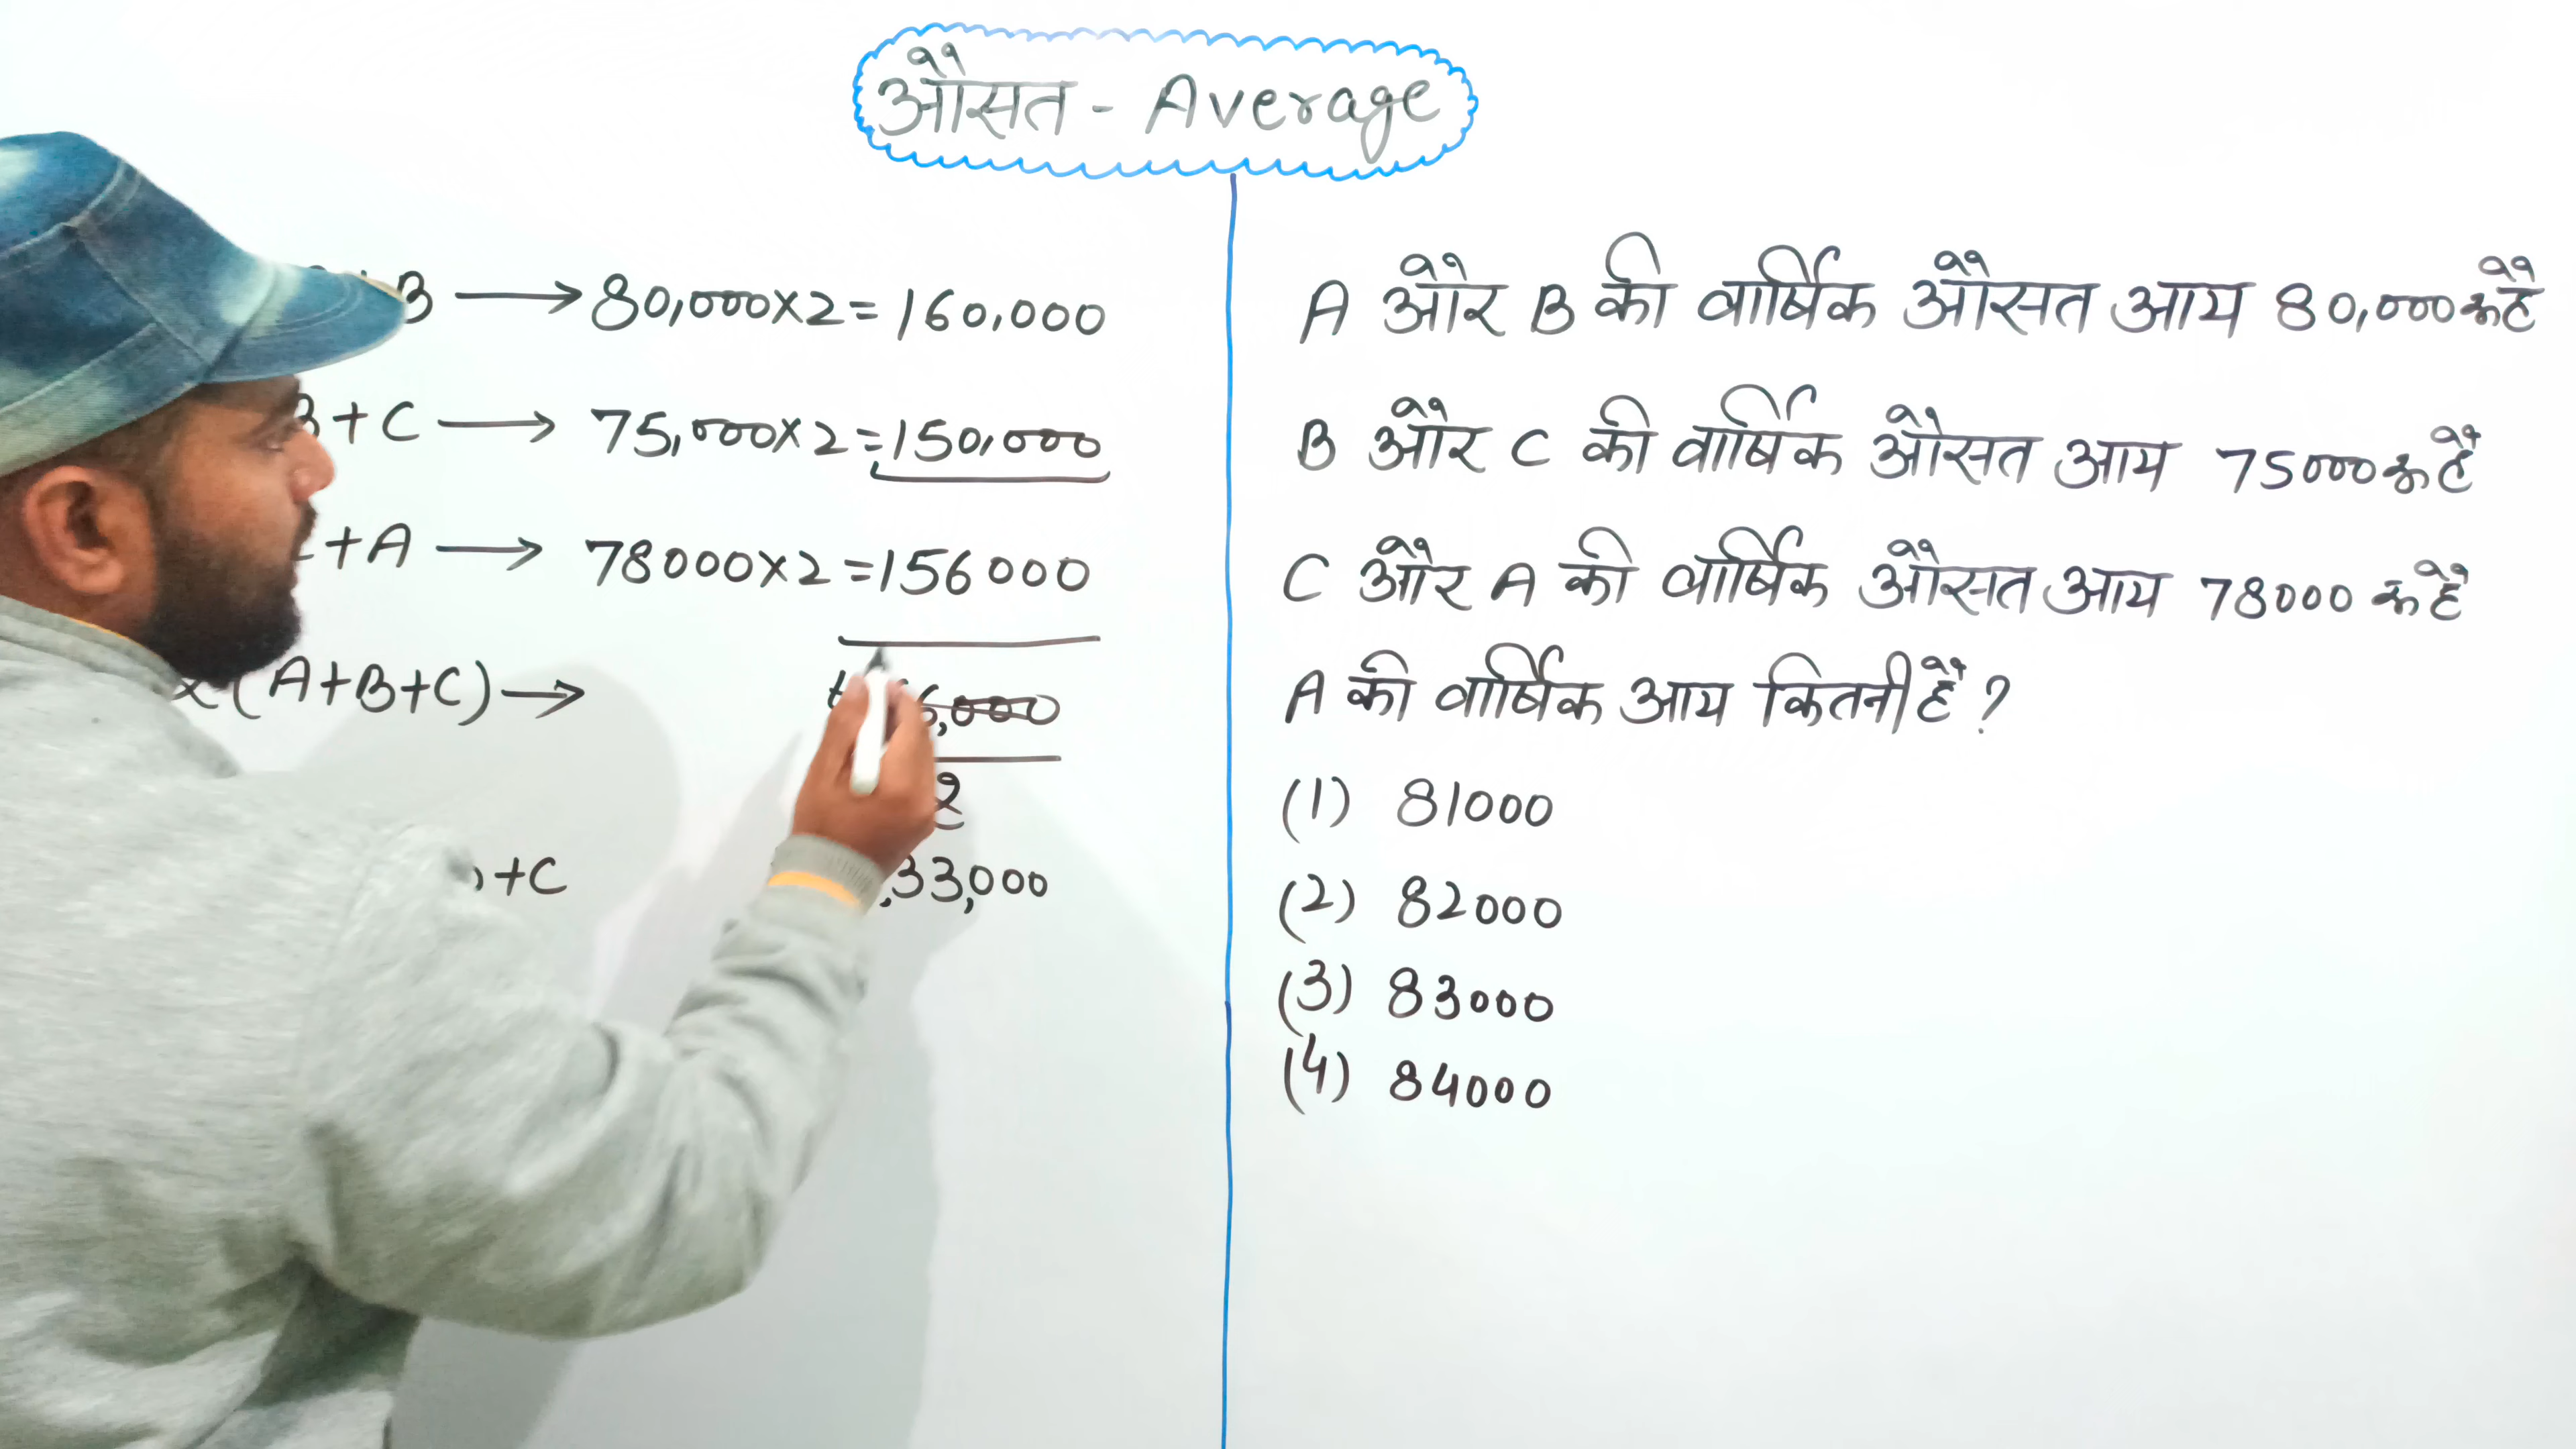 औसत - Average
B → 80,000×2 = 160,000
B + C → 75,000×2 = 150,000
+A → 78000×2 = 156000
(A+B+C) →
6,000
2
+C ,33,000
A और B की वार्षिक औसत आय 80,000 रू है
B और C की वार्षिक औसत आय 75000 रू है
C और A की वार्षिक औसत आय 78000 रू है
A की वार्षिक आय कितनी है ?
(1) 81000
(2) 82000
(3) 83000
(4) 84000